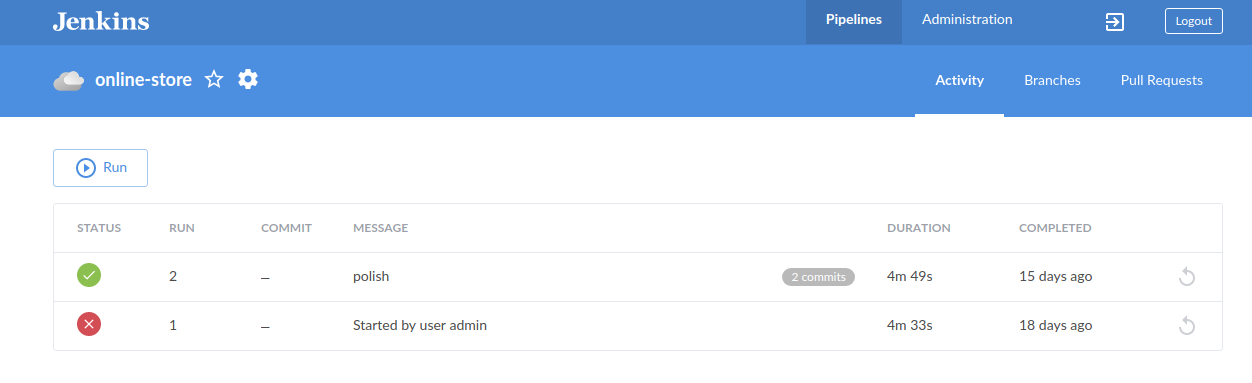 Jenkins Pipelines Administration Logout
online-store Activity Branches Pull Requests
Run
STATUS RUN COMMIT MESSAGE DURATION COMPLETED
2 – polish 2 commits 4m 49s 15 days ago
1 – Started by user admin 4m 33s 18 days ago